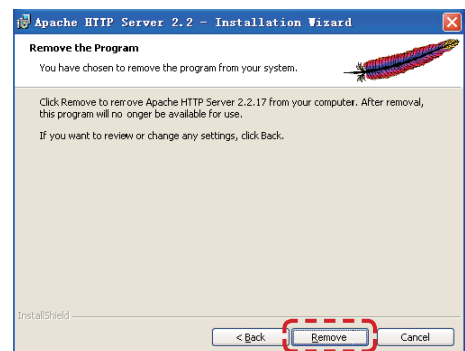 Apache HTTP Server 2.2 - Installation Wizard
Remove the Program
You have chosen to remove the program from your system.
Click Remove to remove Apache HTTP Server 2.2.17 from your computer. After removal,
this program will no onger be available for use.
If you want to review or change any settings, click Back.
InstallShield
< Back Remove Cancel